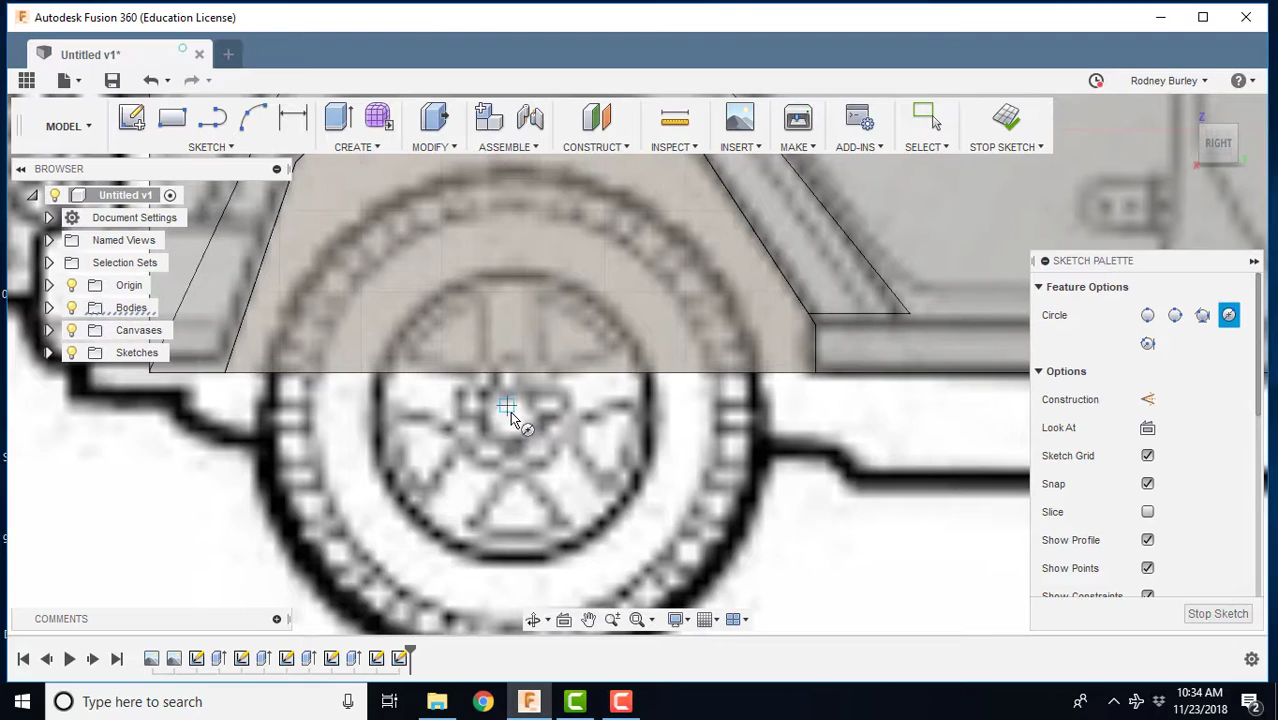 Autodesk Fusion 360 (Education License)
Untitled v1*
Rodney Burley
MODEL
SKETCH
CREATE
MODIFY
ASSEMBLE
CONSTRUCT
INSPECT
INSERT
MAKE
ADD-INS
SELECT
STOP SKETCH
Z
RIGHT
X
Y
BROWSER
Untitled v1
Document Settings
Named Views
Selection Sets
Origin
Bodies
Canvases
Sketches
SKETCH PALETTE
Feature Options
Circle
Options
Construction
Look At
Sketch Grid
Snap
Slice
Show Profile
Show Points
Show Constraints
Stop Sketch
COMMENTS
Type here to search
10:34 AM
11/23/2018
2